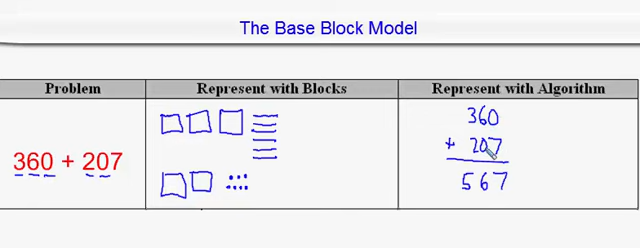 The Base Block Model
Problem
Represent with Blocks
Represent with Algorithm
360 + 207
360
+ 207
567